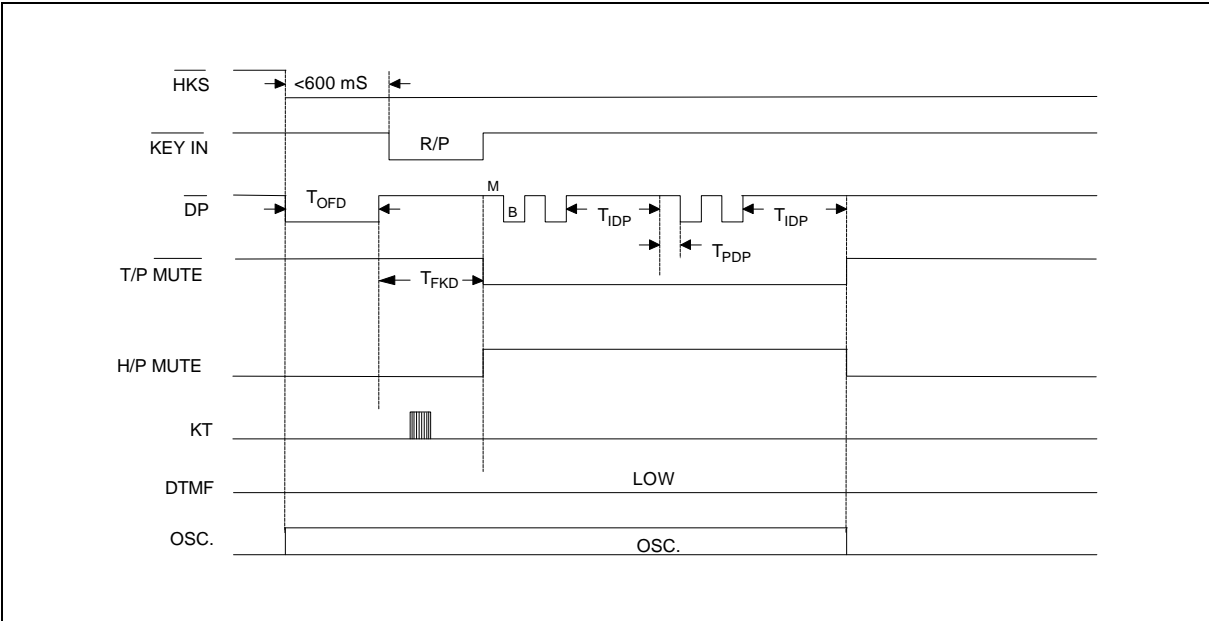 HKS
<600 mS
KEY IN
R/P
DP
TOFD
M
B
TIDP
TIDP
TPDP
T/P MUTE
TFKD
H/P MUTE
KT
DTMF
LOW
OSC.
OSC.